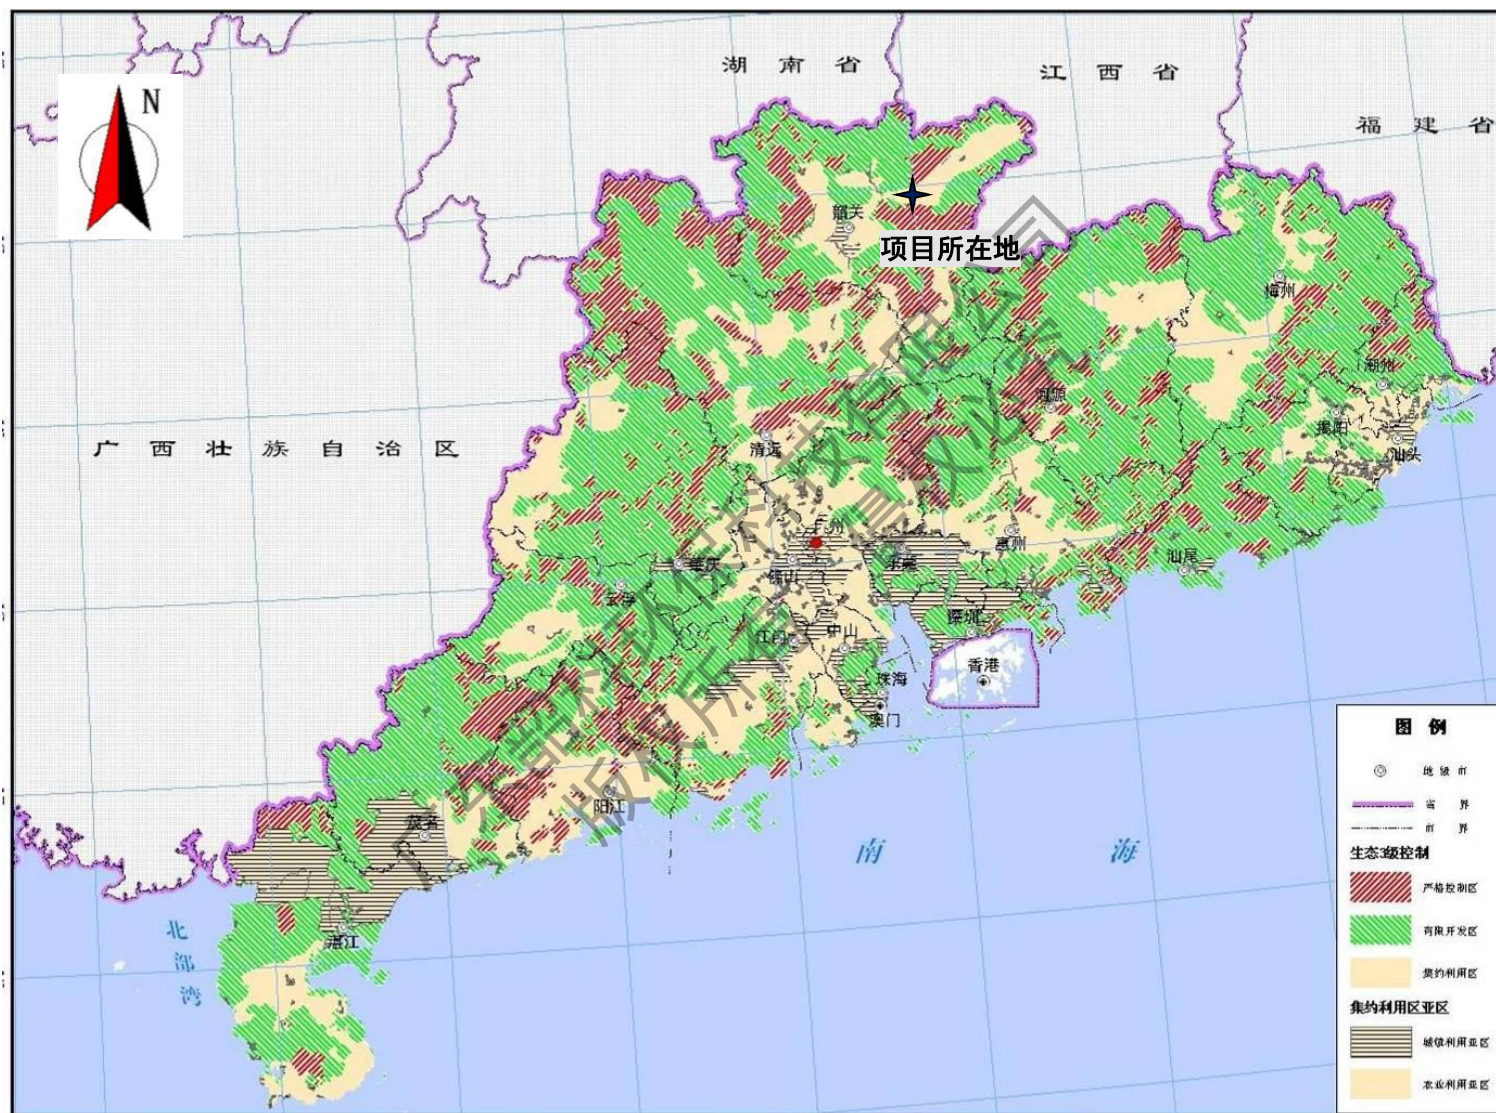 湖南省
江西省
福建省
N
韶关
项目所在地
梅州
潮州
河源
揭阳
汕头
广西壮族自治区
清远
广州
惠州
东莞
佛山
肇庆
云浮
汕尾
深圳
江门
中山
香港
珠海
澳门
阳江
茂名
湛江
南海
北部湾
图例
地级市
省界
市界
生态3级控制
严格控制区
有限开发区
集约利用区
集约利用区亚区
城镇利用亚区
农业利用亚区
版权所有